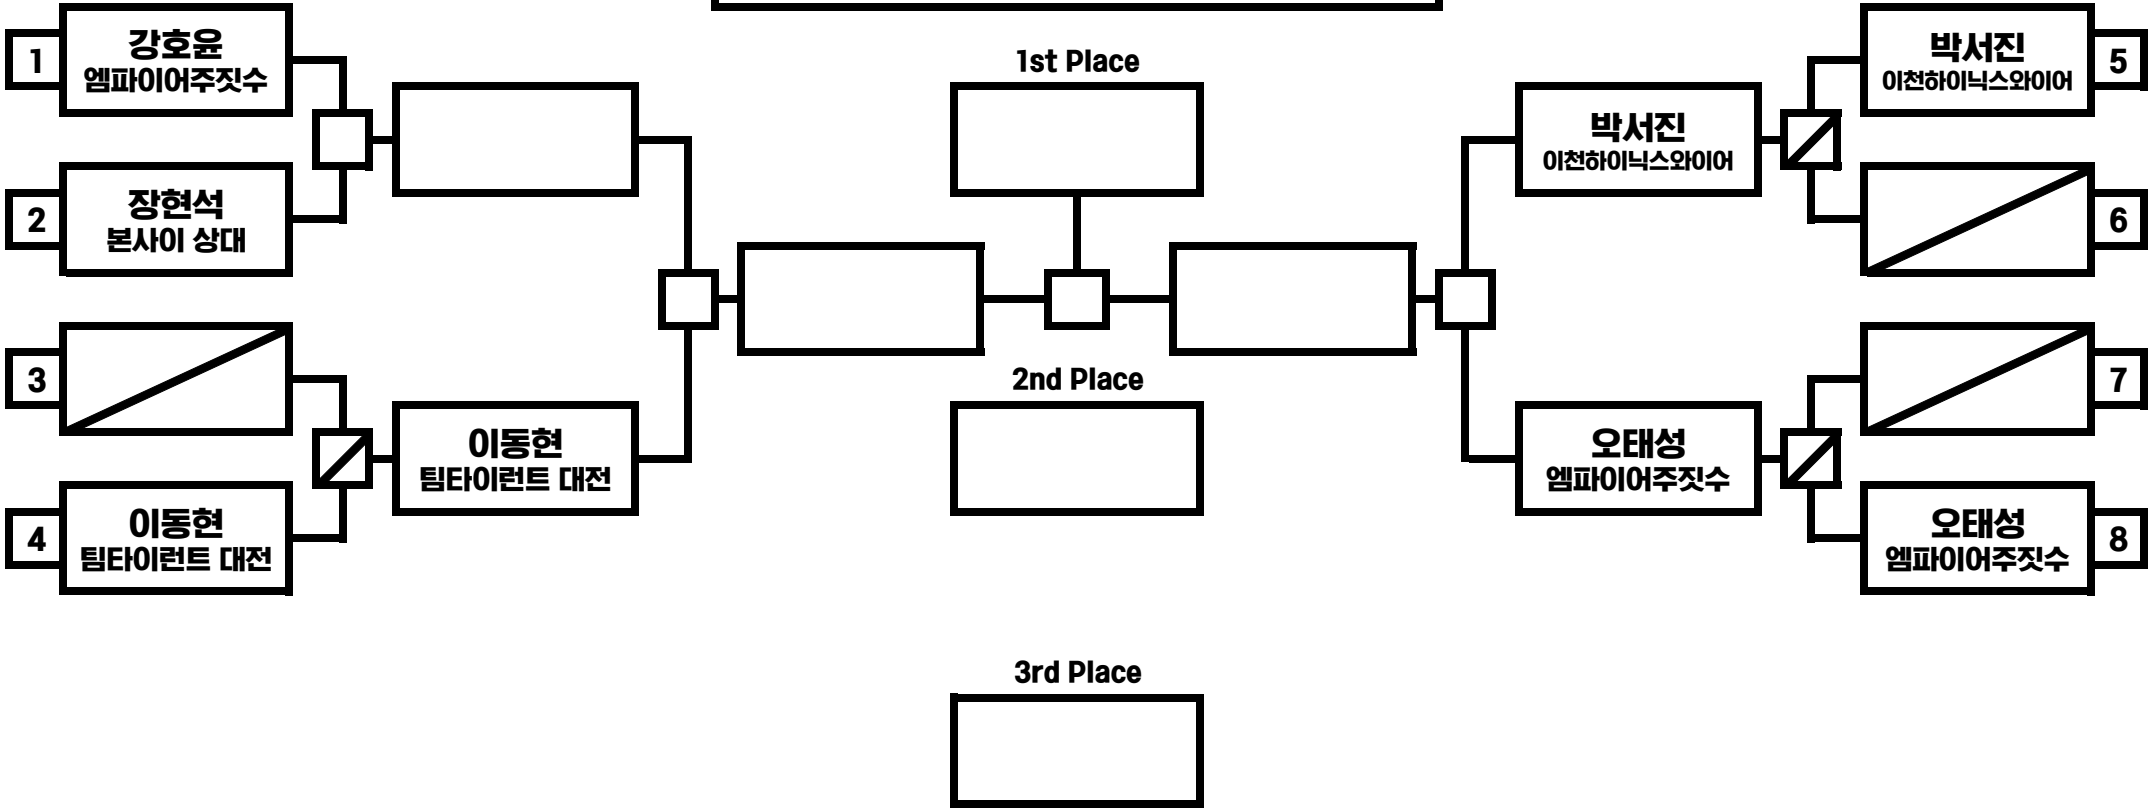 1
강호윤
엠파이어주짓수
2
장현석
본사이 상대
3
4
이동현
팀타이런트 대전
이동현
팀타이런트 대전
1st Place
2nd Place
3rd Place
박서진
이천하이닉스와이어
오태성
엠파이어주짓수
박서진
이천하이닉스와이어
5
6
7
오태성
엠파이어주짓수
8